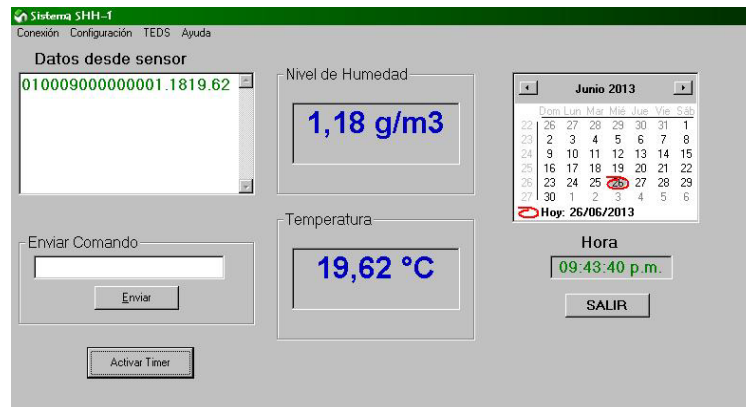 Sistema SHH-1
Conexión Configuración TEDS Ayuda
Datos desde sensor
010009000000001.1819.62
Enviar Comando
Enviar
Activar Timer
Nivel de Humedad
1,18 g/m3
Temperatura
19,62 °C
Junio 2013
Dom Lun Mar Mié Jue Vie Sáb
22 26 27 28 29 30 31 1
23 2 3 4 5 6 7 8
24 9 10 11 12 13 14 15
25 16 17 18 19 20 21 22
26 23 24 25 26 27 28 29
27 30 1 2 3 4 5 6
Hoy: 26/06/2013
Hora
09:43:40 p.m.
SALIR